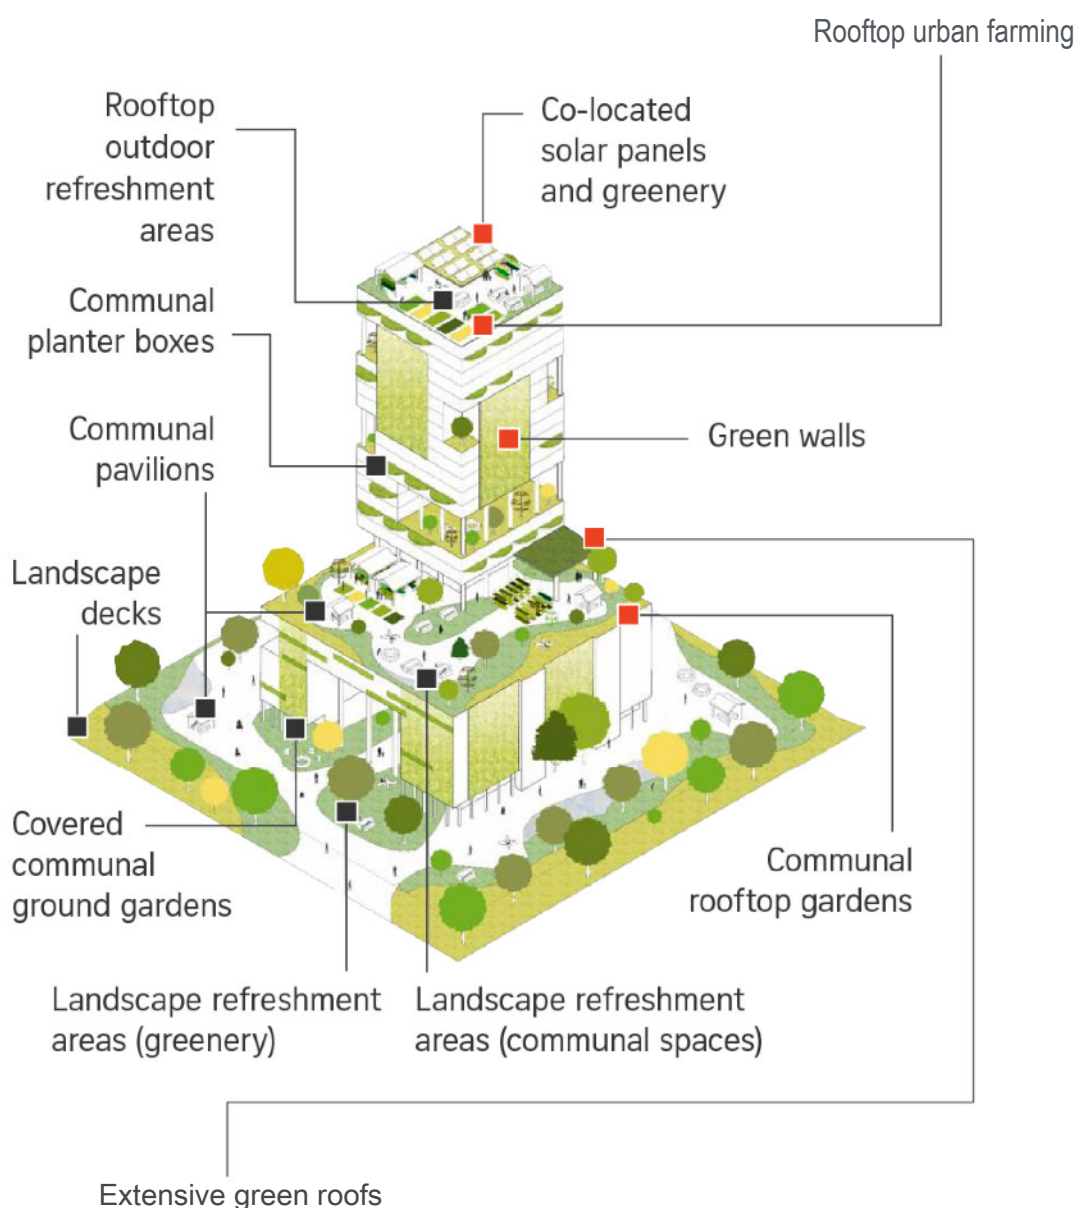 Rooftop urban farming
Rooftop
outdoor
refreshment
areas
Co-located
solar panels
and greenery
Communal
planter boxes
Communal
pavilions
Green walls
Landscape
decks
Covered
communal
ground gardens
Communal
rooftop gardens
Landscape refreshment
areas (greenery)
Landscape refreshment
areas (communal spaces)
Extensive green roofs